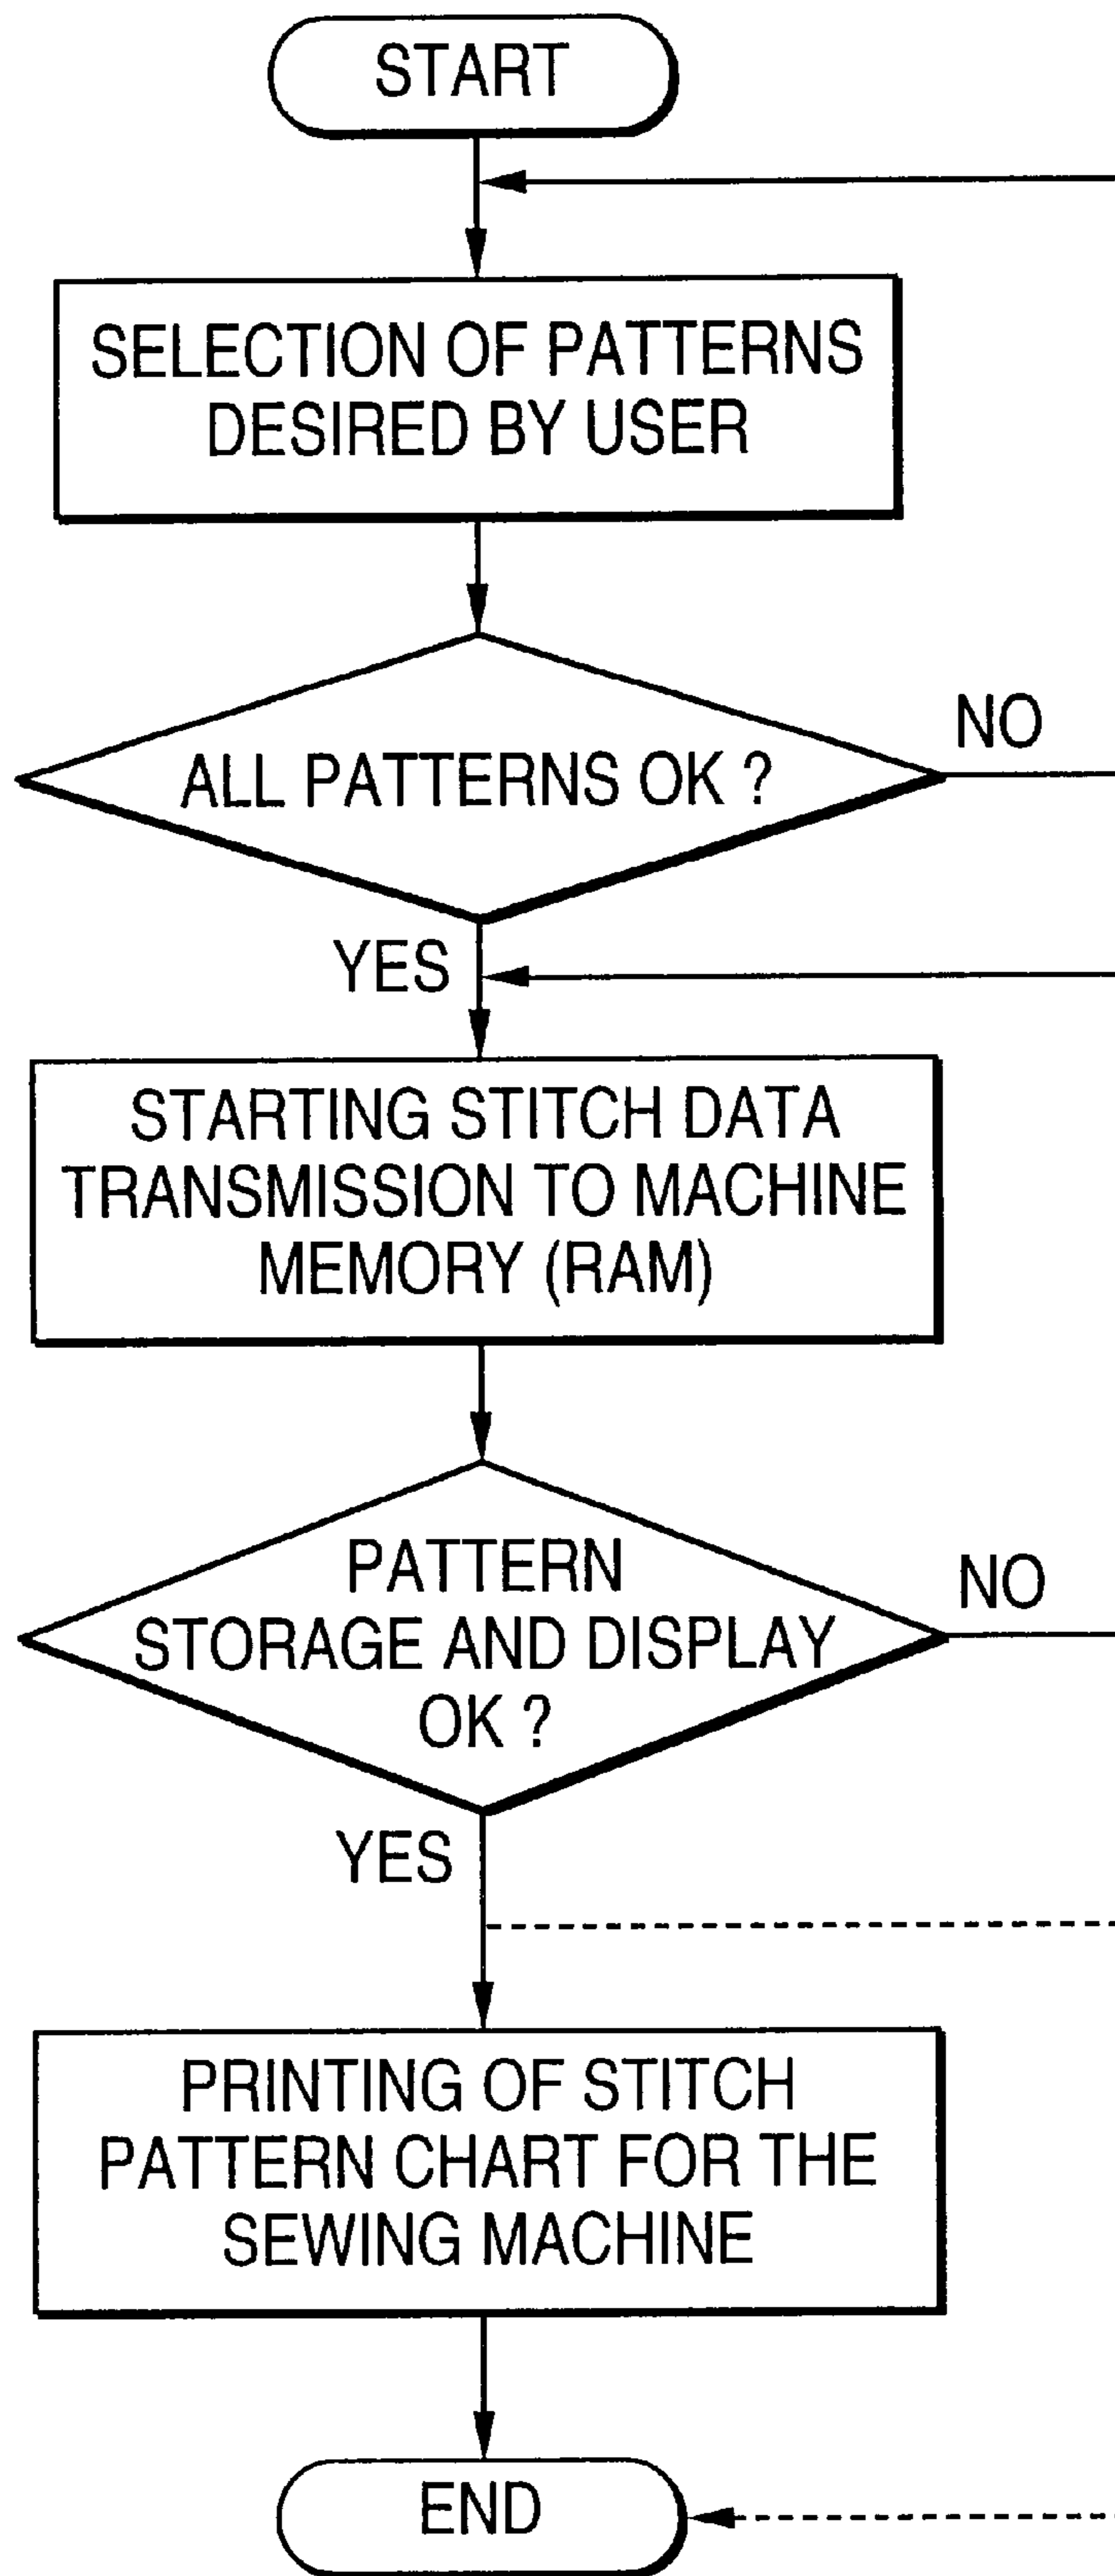 START
SELECTION OF PATTERNS
DESIRED BY USER
ALL PATTERNS OK ?
NO
YES
STARTING STITCH DATA
TRANSMISSION TO MACHINE
MEMORY (RAM)
PATTERN
STORAGE AND DISPLAY
OK ?
NO
YES
PRINTING OF STITCH
PATTERN CHART FOR THE
SEWING MACHINE
END